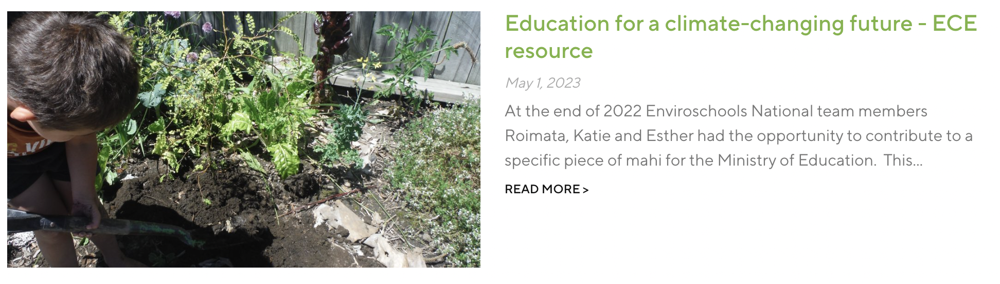 Education for a climate-changing future - ECE
resource
May 1, 2023
At the end of 2022 Enviroschools National team members
Roimata, Katie and Esther had the opportunity to contribute to a
specific piece of mahi for the Ministry of Education.  This...
READ MORE >